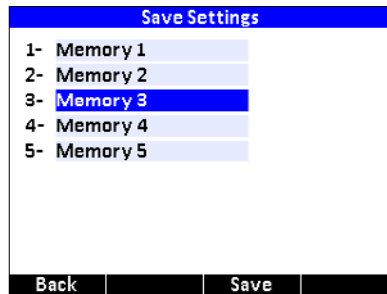 Save Settings
1- Memory 1
2- Memory 2
3- Memory 3
4- Memory 4
5- Memory 5
Back Save